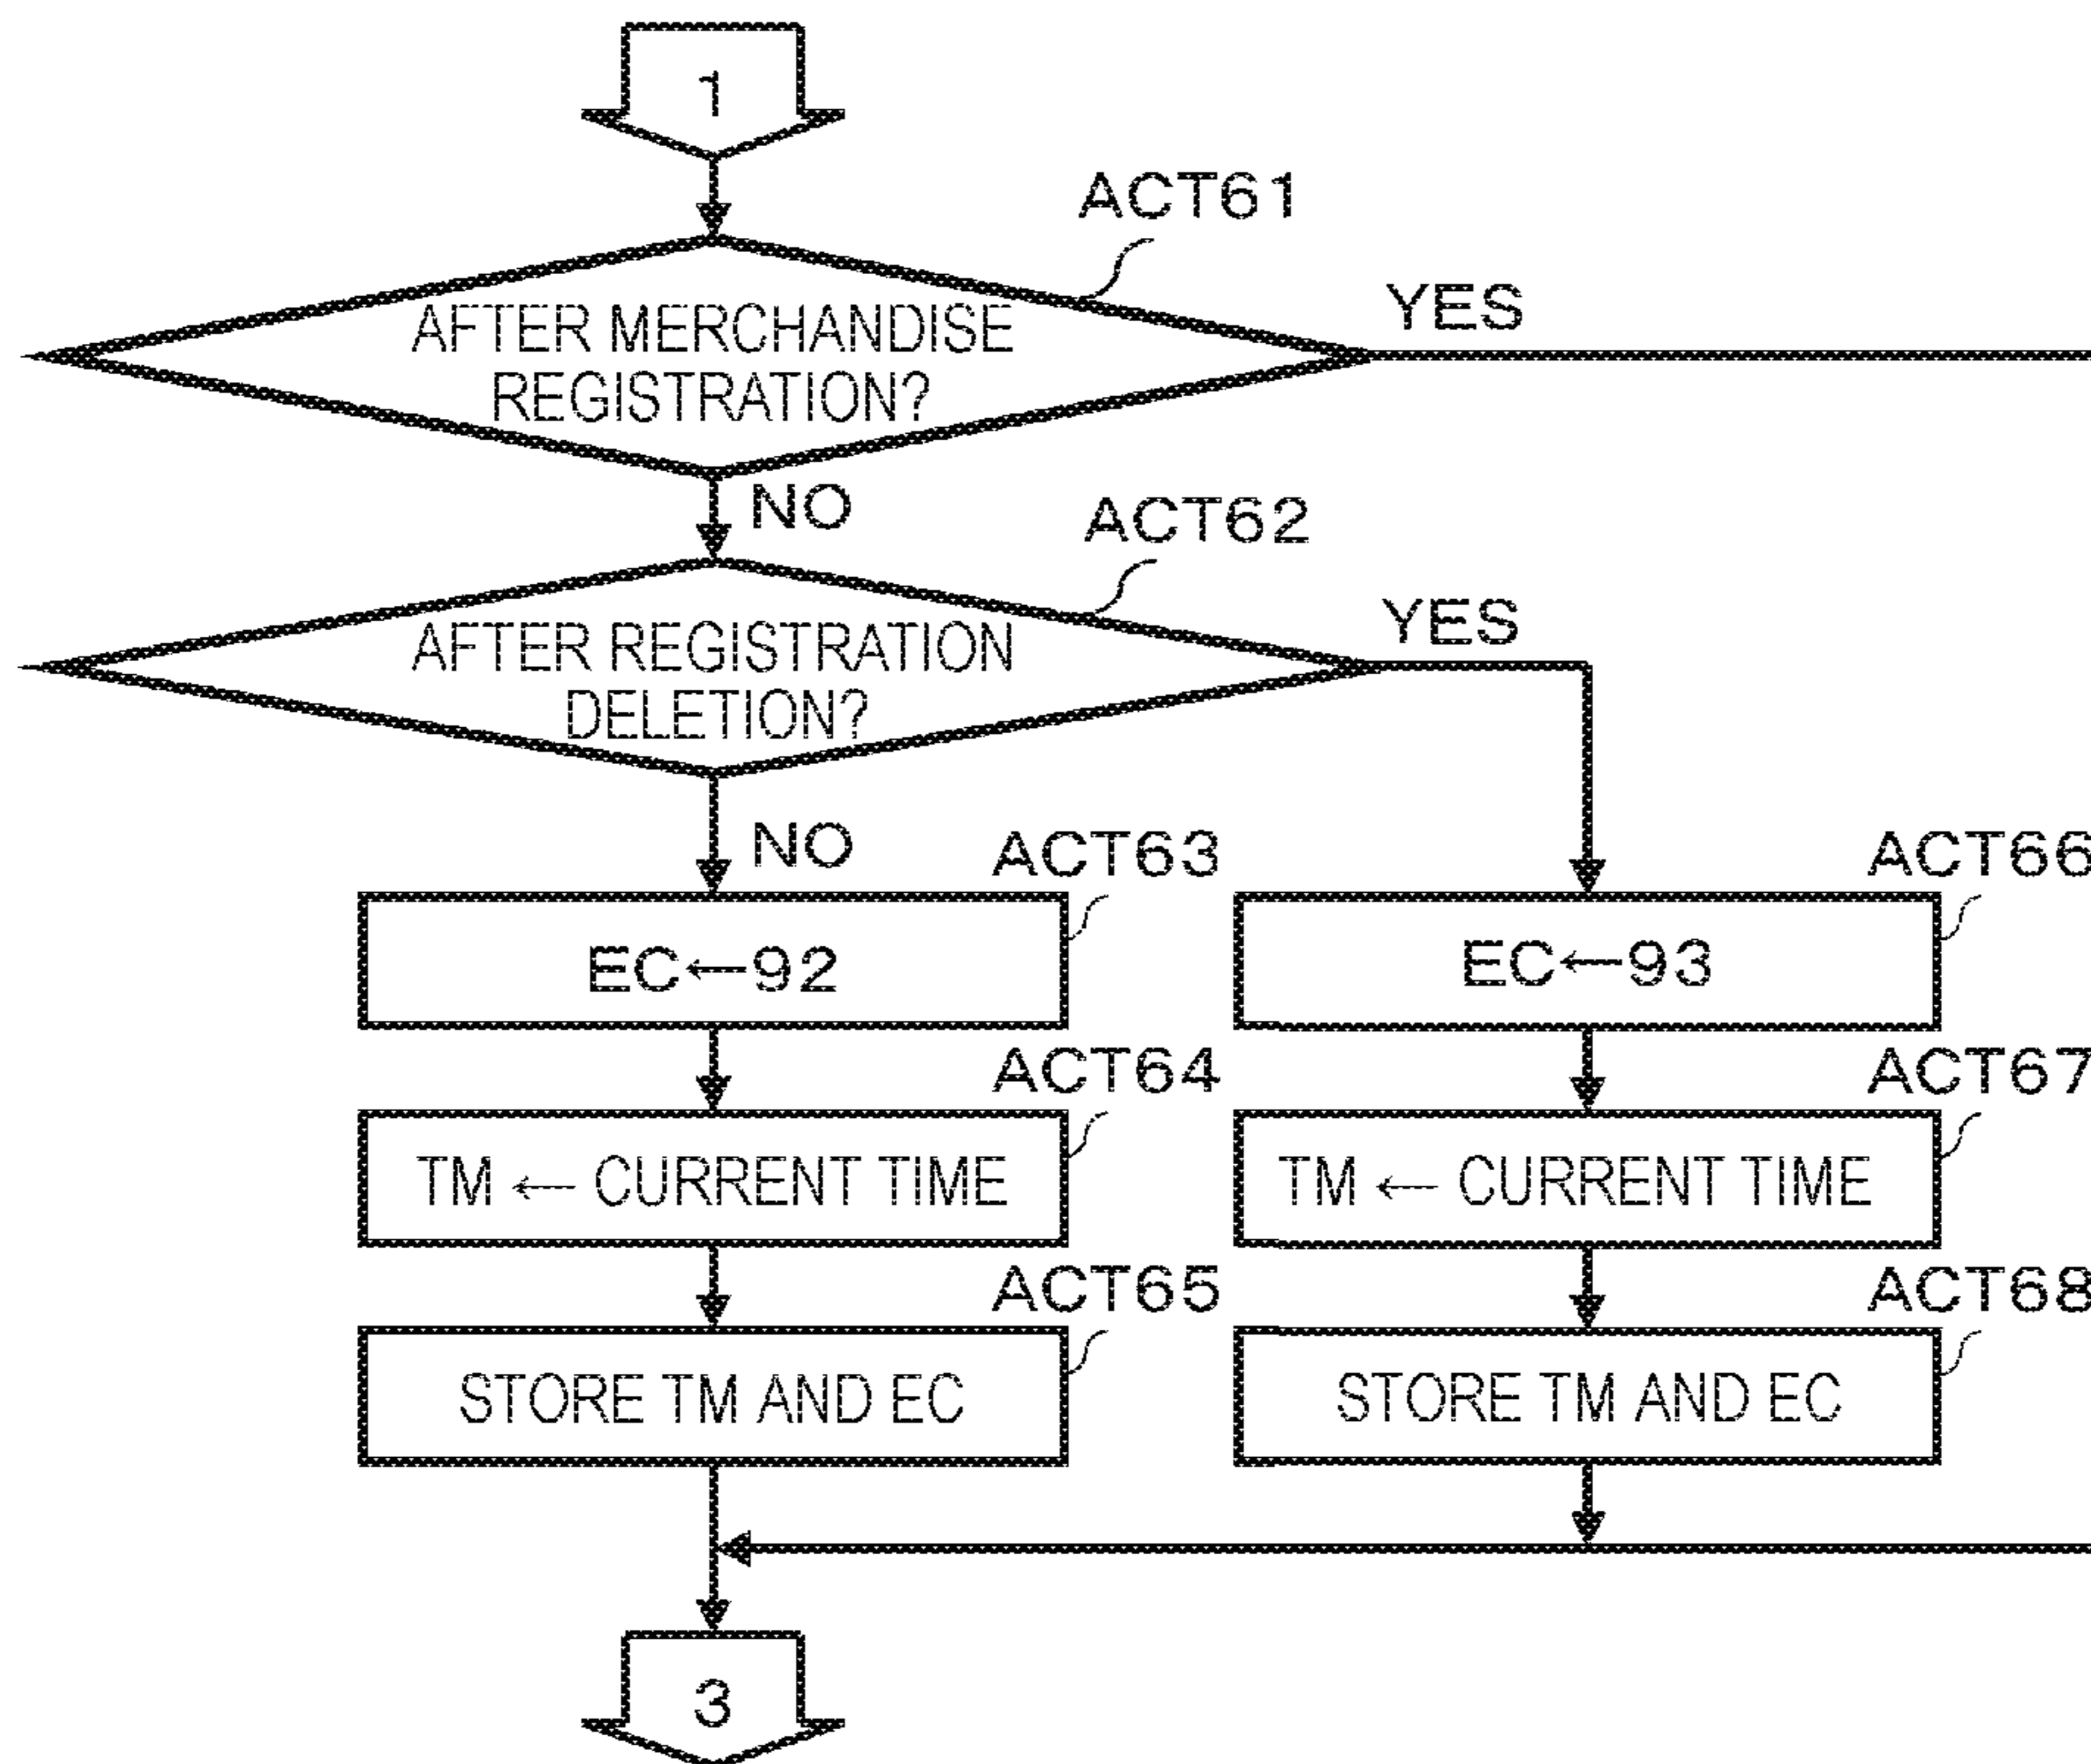 1
ACT61
AFTER MERCHANDISE
REGISTRATION?
YES
NO
ACT62
AFTER REGISTRATION
DELETION?
YES
NO
ACT63
EC←92
ACT64
TM ← CURRENT TIME
ACT65
STORE TM AND EC
ACT66
EC←93
ACT67
TM ← CURRENT TIME
ACT68
STORE TM AND EC
3